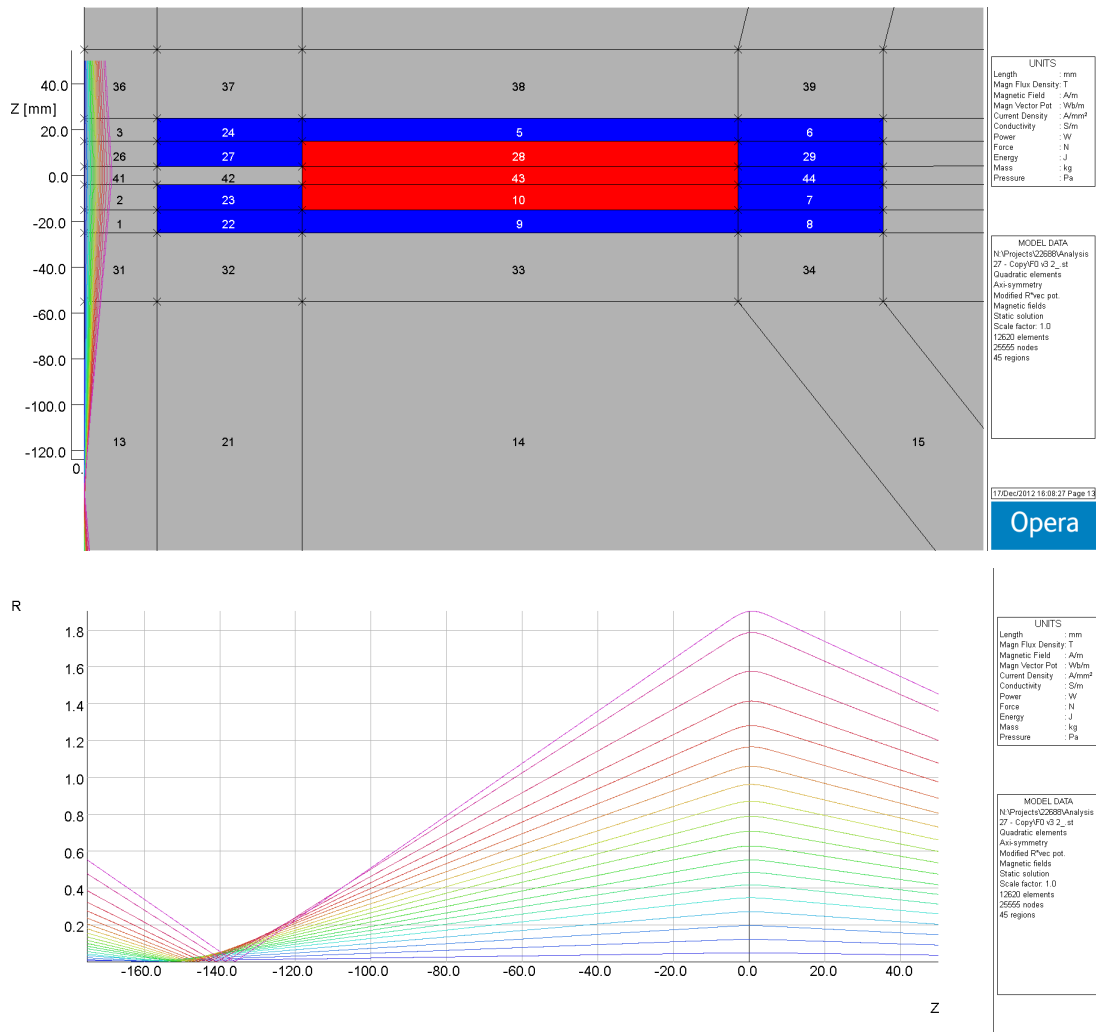 40.0
Z [mm]
20.0
0.0
-20.0
-40.0
-60.0
-80.0
-100.0
-120.0
0.
36 37 38 39
3 24 5 6
26 27 28 29
41 42 43 44
2 23 10 7
1 22 9 8
31 32 33 34
13 21 14 15
UNITS
Length : mm
Magn Flux Density: T
Magnetic Field : A/m
Magn Vector Pot : Wb/m
Current Density : A/mm²
Conductivity : S/m
Power : W
Force : N
Energy : J
Mass : kg
Pressure : Pa
MODEL DATA
N:\Projects\22688\Analysis
27 - Copy\F0 v3 2_.st
Quadratic elements
Axi-symmetry
Modified R*vec pot.
Magnetic fields
Static solution
Scale factor: 1.0
12620 elements
25555 nodes
45 regions
17/Dec/2012 16:08:27 Page 13
Opera
R
1.8
1.6
1.4
1.2
1.0
0.8
0.6
0.4
0.2
-140.0 -120.0 -100.0 -80.0 -60.0 -40.0 -20.0 0.0 20.0 40.0
Z
UNITS
Length : mm
Magn Flux Density: T
Magnetic Field : A/m
Magn Vector Pot : Wb/m
Current Density : A/mm²
Conductivity : S/m
Power : W
Force : N
Energy : J
Mass : kg
Pressure : Pa
MODEL DATA
N:\Projects\22688\Analysis
27 - Copy\F0 v3 2_.st
Quadratic elements
Axi-symmetry
Modified R*vec pot.
Magnetic fields
Static solution
Scale factor: 1.0
12620 elements
25555 nodes
45 regions